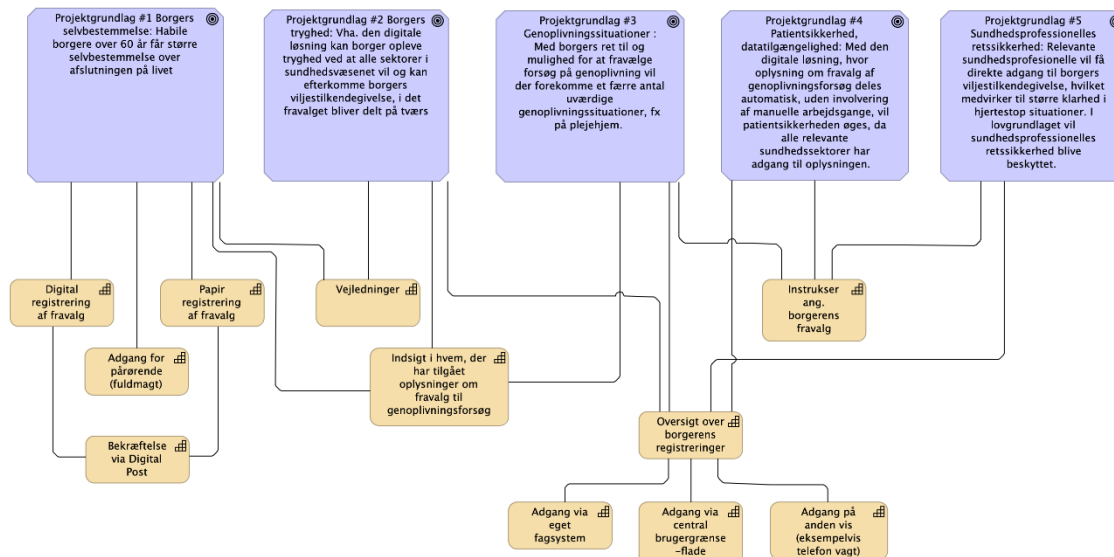 Projektgrundlag #1 Borgers
selvbestemmelse: Habile
borgere over 60 år får større
selvbestemmelse over
afslutningen på livet
Projektgrundlag #2 Borgers
tryghed: Vha. den digitale
løsning kan borger opleve
tryghed ved at alle sektorer i
sundhedsvæsenet vil og kan
efterkomme borgers
viljestilkendegivelse, i det
fravalget bliver delt på tværs
Projektgrundlag #3
Genoplivningssituationer :
Med borgers ret til og
mulighed for at fravælge
forsøg på genoplivning vil
der forekomme et færre antal
uværdige
genoplivningssituationer, fx
på plejehjem.
Projektgrundlag #4
Patientsikkerhed,
datatilgængelighed: Med den
digitale løsning, hvor
oplysning om fravalg af
genoplivningsforsøg deles
automatisk, uden involvering
af manuelle arbejdsgange, vil
patientsikkerheden øges, da
alle relevante
sundhedssektorer har
adgang til oplysningen.
Projektgrundlag #5
Sundhedsprofessionelles
retssikkerhed: Relevante
sundhedsprofesionelle vil få
direkte adgang til borgers
viljestilkendegivelse, hvilket
medvirker til større klarhed i
hjertestop situationer. I
lovgrundlaget vil
sundhedsprofessionelles
retssikkerhed blive
beskyttet.
Digital
registrering
af fravalg
Papir
registrering
af fravalg
Vejledninger
Instrukser
ang.
borgerens
fravalg
Adgang for
pårørende
(fuldmagt)
Indsigt i hvem, der
har tilgået
oplysninger om
fravalg til
genoplivningsforsøg
Oversigt over
borgerens
registreringer
Bekræftelse
via Digital
Post
Adgang via
eget
fagsystem
Adgang via
central
brugergrænse
-flade
Adgang på
anden vis
(eksempelvis
telefon vagt)